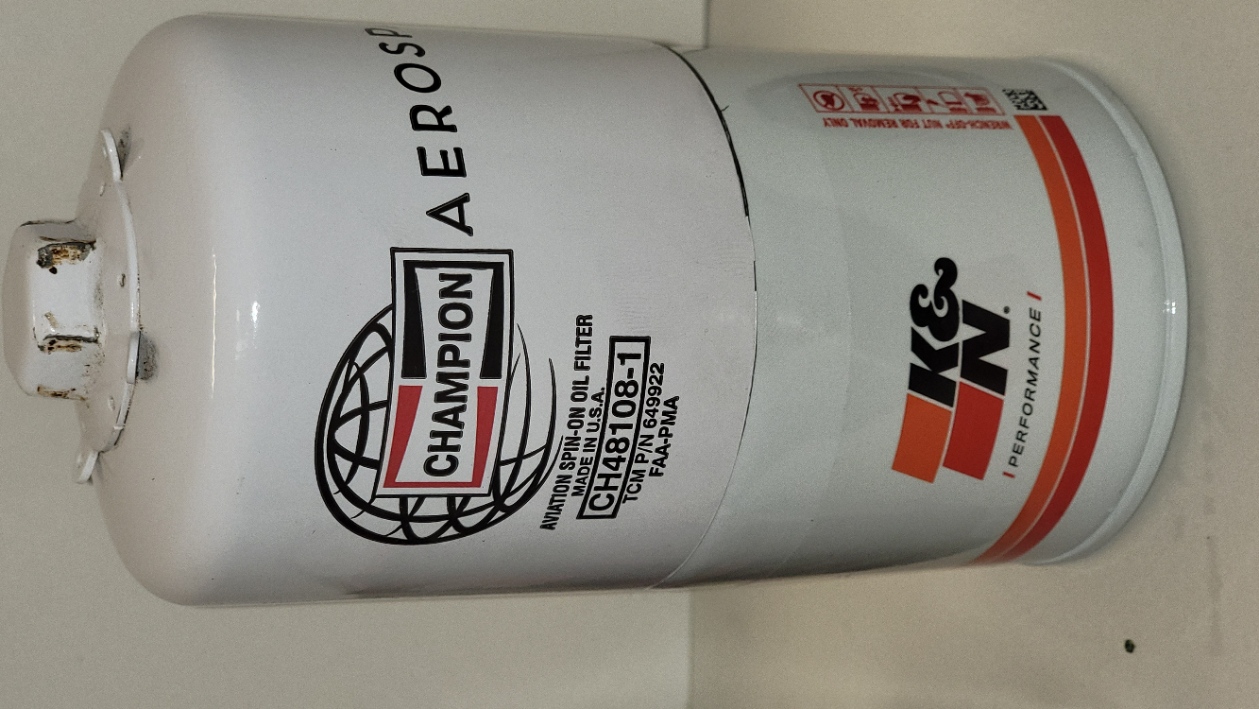 CHAMPION AEROSP
AVIATION SPIN-ON OIL FILTER
MADE IN U.S.A.
CH48108-1
TCM P/N 649922
FAA-PMA
WRENCH-OFF® NUT FOR REMOVAL ONLY
K&N®
PERFORMANCE